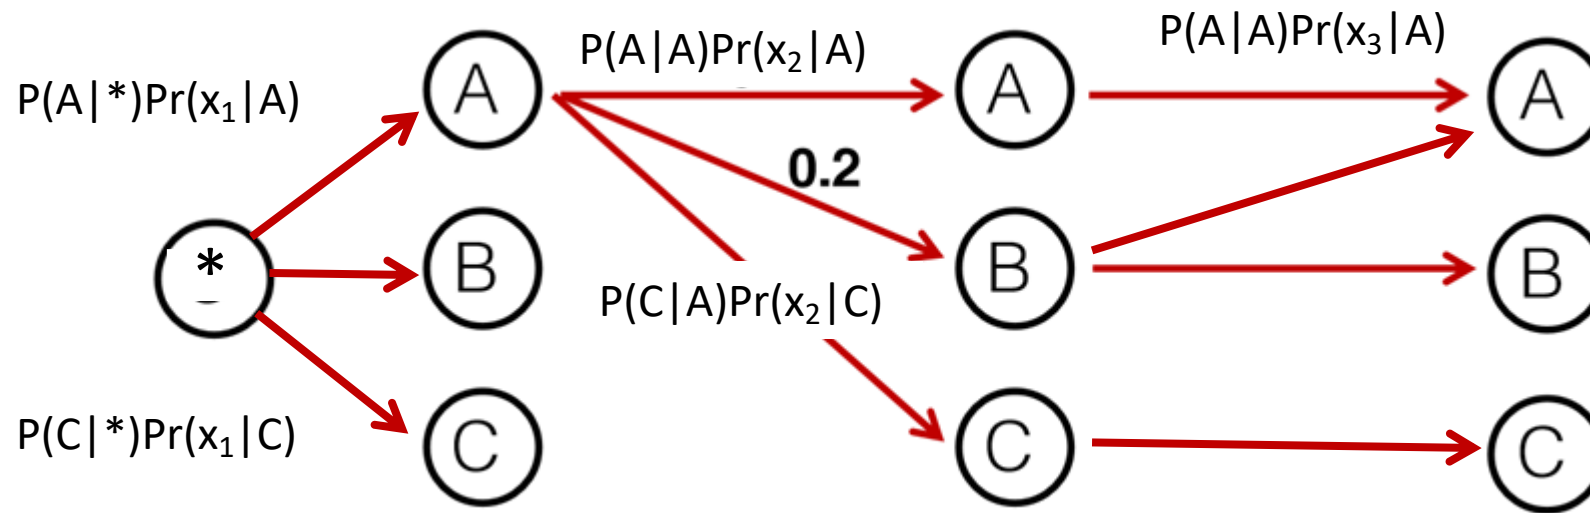 P(A|*)Pr(x₁|A)
P(A|A)Pr(x₂|A)
P(A|A)Pr(x₃|A)
A
A
A
0.2
*
B
B
B
P(C|A)Pr(x₂|C)
P(C|*)Pr(x₁|C)
C
C
C